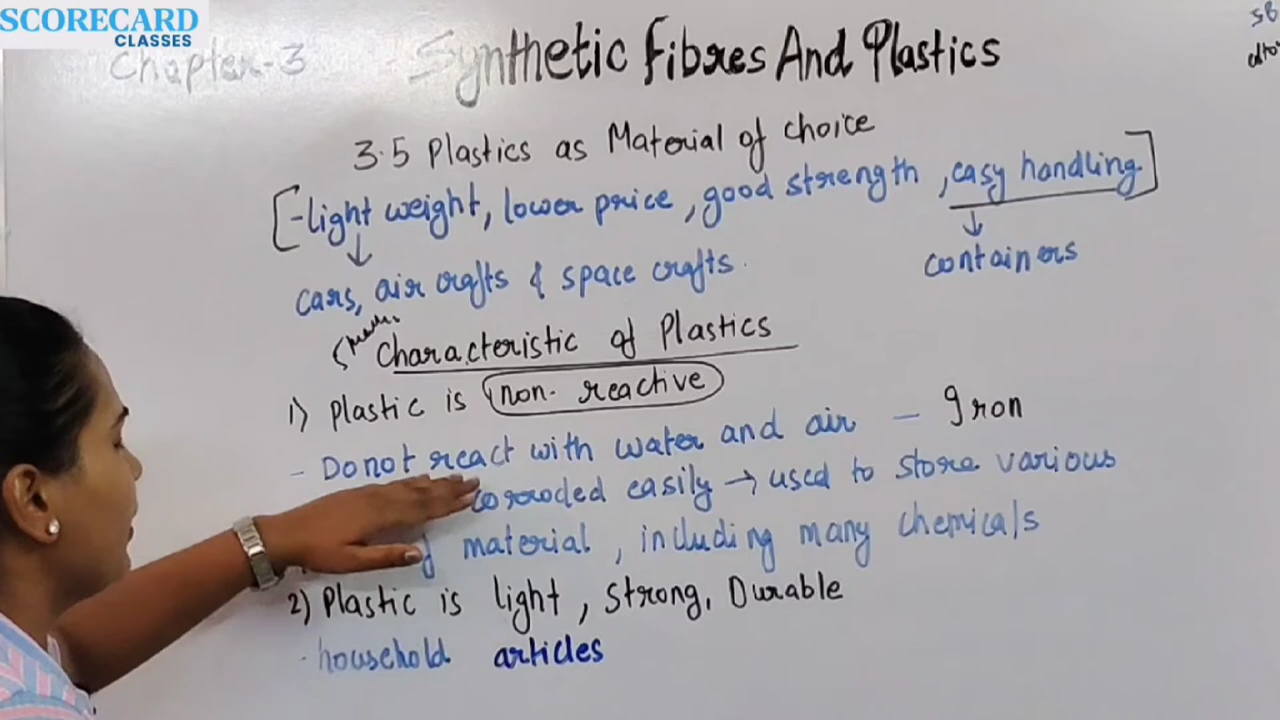 SCORECARD
CLASSES
Chapter-3 Synthetic Fibres And Plastics
3.5 Plastics as Material of choice
[-light weight, lower price, good strength, easy handling]
↓ ↓
cars, air crafts & space crafts. containers
Characteristic of Plastics
1) Plastic is non-reactive
- Do not react with water and air - Iron
corroded easily → used to store various
material, including many chemicals
2) Plastic is light, Strong, Durable
. household articles